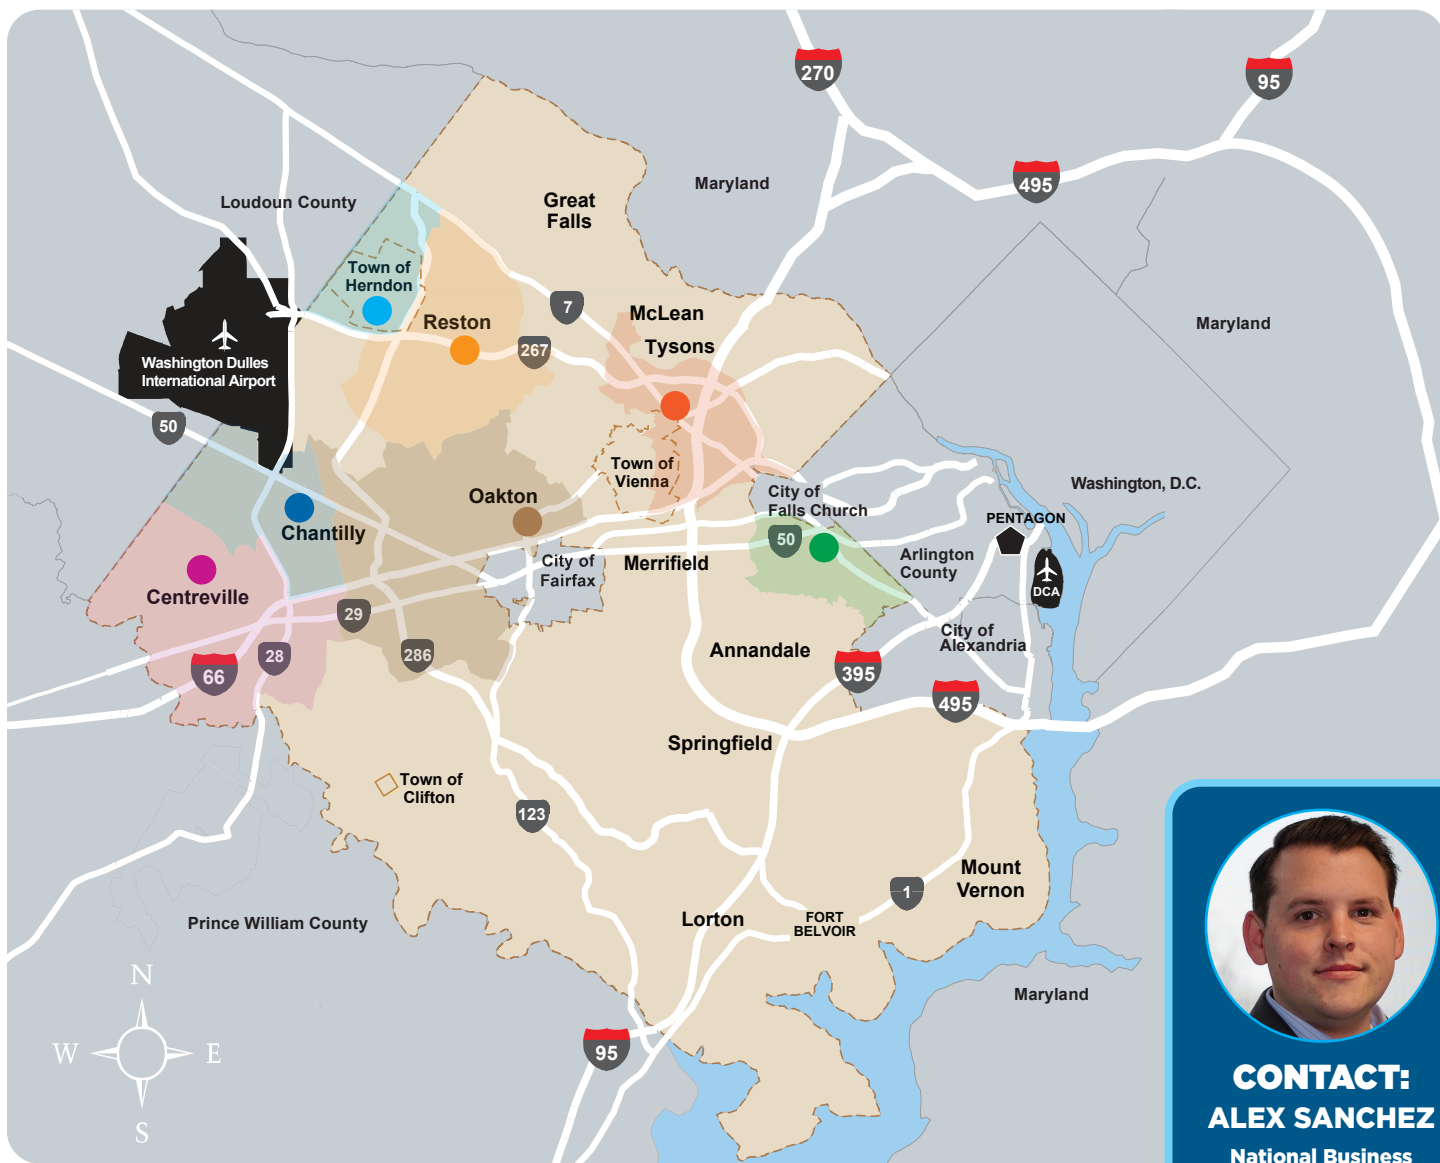 270
95
Maryland
495
Great
Falls
Loudoun County
Town of
Herndon
7
McLean
Maryland
Reston
Tysons
267
Washington Dulles
International Airport
50
Town of
Vienna
Oakton
City of
Falls Church
Washington, D.C.
PENTAGON
Chantilly
50
City of
Fairfax
Merrifield
Arlington
County
DCA
Centreville
29
City of
Alexandria
Annandale
286
28
66
395
495
Springfield
Town of
Clifton
123
Mount
Vernon
1
Lorton
FORT
BELVOIR
Prince William County
Maryland
N
W
E
S
95
CONTACT:
ALEX SANCHEZ
National Business